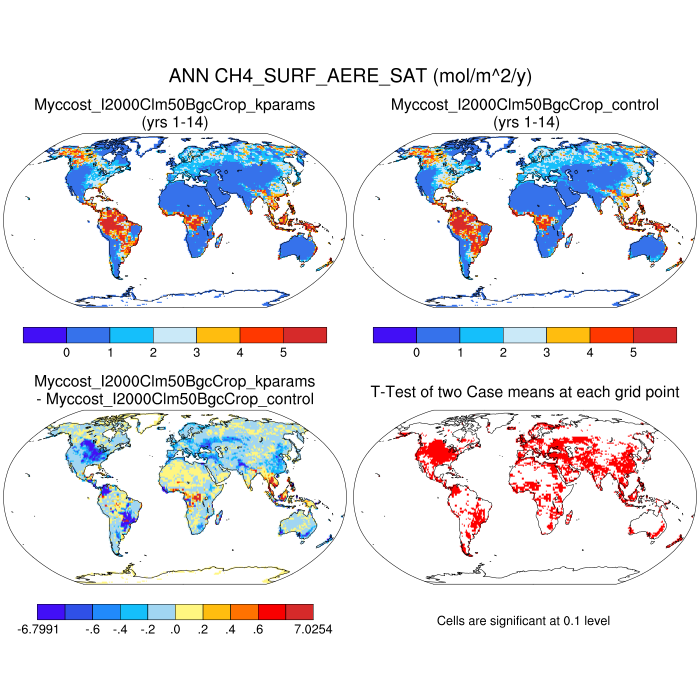 ANN CH4_SURF_AERE_SAT (mol/m^2/y)
Myccost_I2000Clm50BgcCrop_kparams
(yrs 1-14)
Myccost_I2000Clm50BgcCrop_control
(yrs 1-14)
0 1 2 3 4 5
0 1 2 3 4 5
Myccost_I2000Clm50BgcCrop_kparams
- Myccost_I2000Clm50BgcCrop_control
T-Test of two Case means at each grid point
-6.7991 -.6 -.4 -.2 .0 .2 .4 .6 7.0254
Cells are significant at 0.1 level